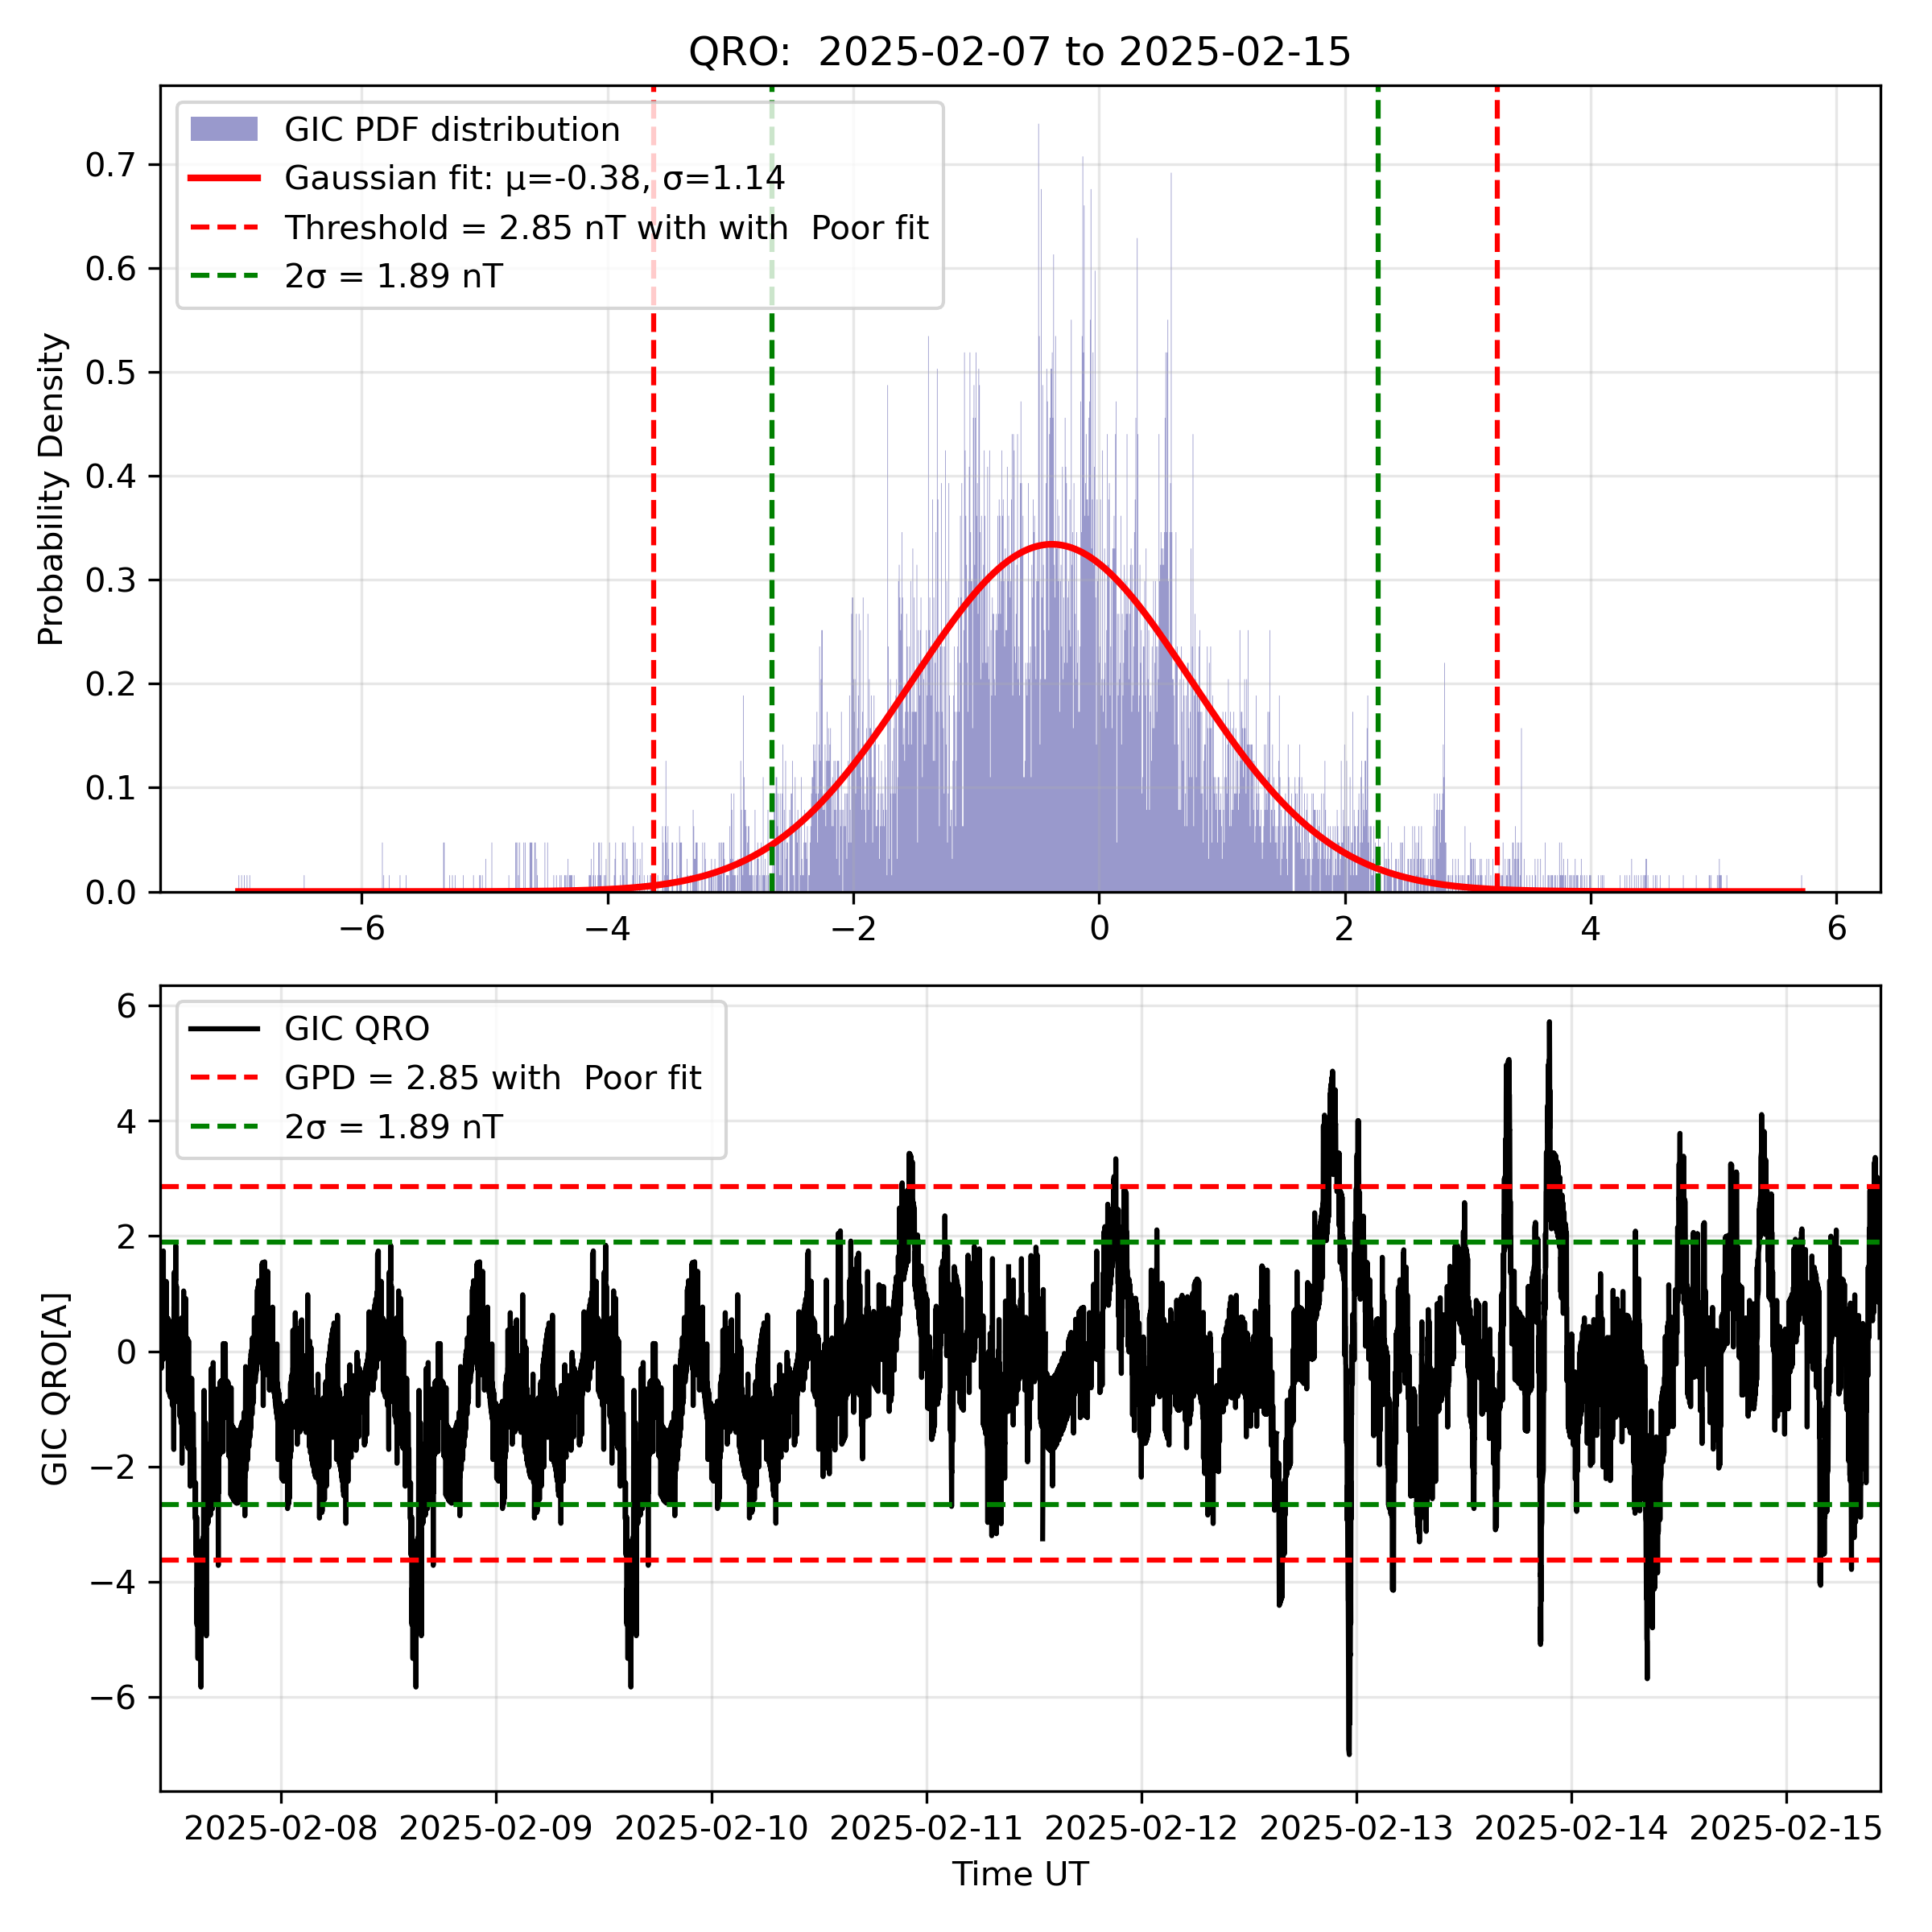 QRO:  2025-02-07 to 2025-02-15
GIC PDF distribution
Gaussian fit: μ=-0.38, σ=1.14
Threshold = 2.85 nT with with  Poor fit
2σ = 1.89 nT
Probability Density
0.7
0.6
0.5
0.4
0.3
0.2
0.1
0.0
−6
−4
−2
0
2
4
6
GIC QRO
GPD = 2.85 with  Poor fit
2σ = 1.89 nT
GIC QRO[A]
6
4
2
0
−2
−4
−6
2025-02-08
2025-02-09
2025-02-10
2025-02-11
2025-02-12
2025-02-13
2025-02-14
2025-02-15
Time UT